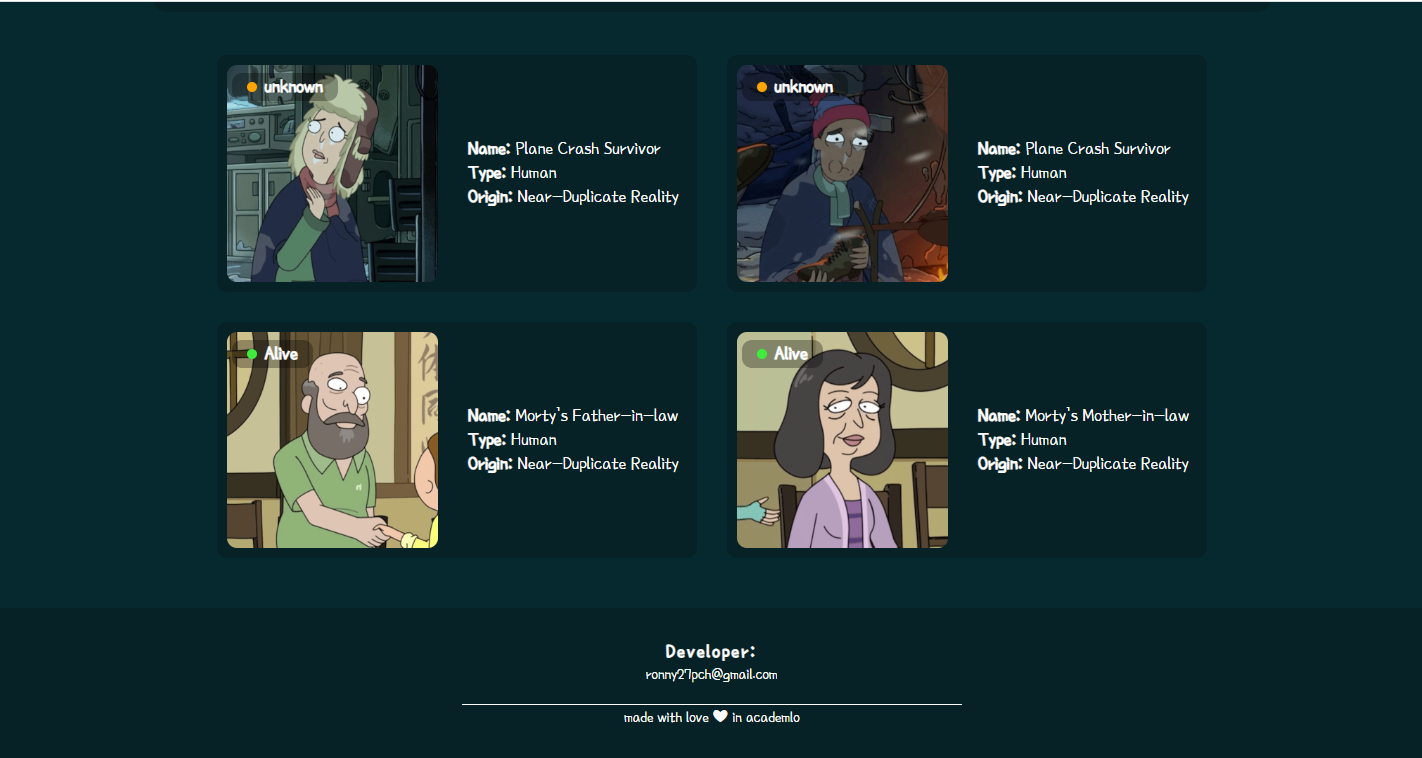 unknown
Name: Plane Crash Survivor
Type: Human
Origin: Near-Duplicate Reality
unknown
Name: Plane Crash Survivor
Type: Human
Origin: Near-Duplicate Reality
Alive
Name: Morty's Father-in-law
Type: Human
Origin: Near-Duplicate Reality
Alive
Name: Morty's Mother-in-law
Type: Human
Origin: Near-Duplicate Reality
Developer:
ronny27pch@gmail.com
made with love 🤍 in academlo